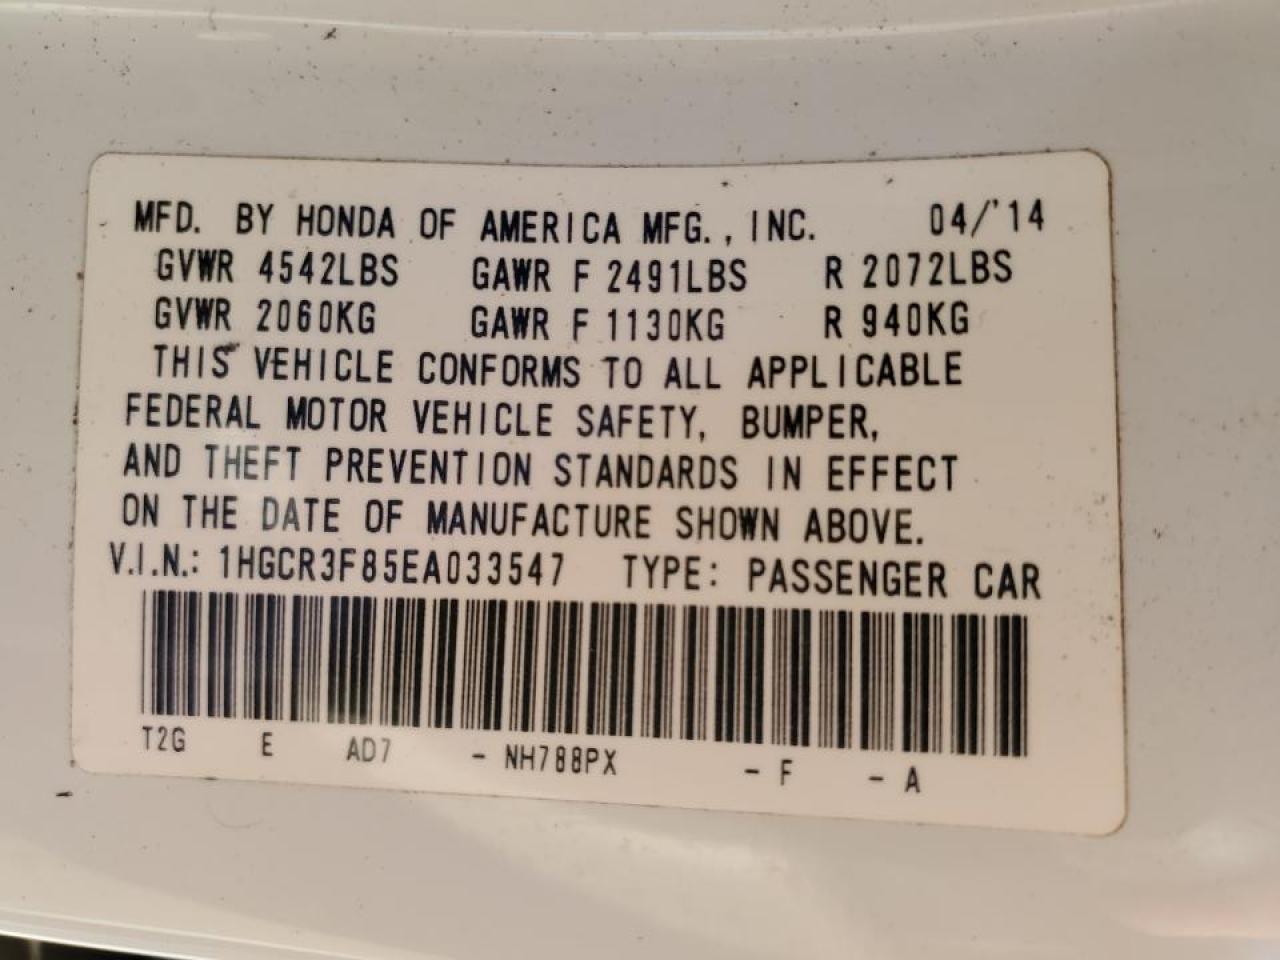 MFD. BY HONDA OF AMERICA MFG., INC. 04/'14
GVWR 4542LBS GAWR F 2491LBS R 2072LBS
GVWR 2060KG GAWR F 1130KG R 940KG
THIS VEHICLE CONFORMS TO ALL APPLICABLE
FEDERAL MOTOR VEHICLE SAFETY, BUMPER,
AND THEFT PREVENTION STANDARDS IN EFFECT
ON THE DATE OF MANUFACTURE SHOWN ABOVE.
V.I.N.: 1HGCR3F85EA033547 TYPE: PASSENGER CAR
T2G E AD7 - NH788PX - F - A